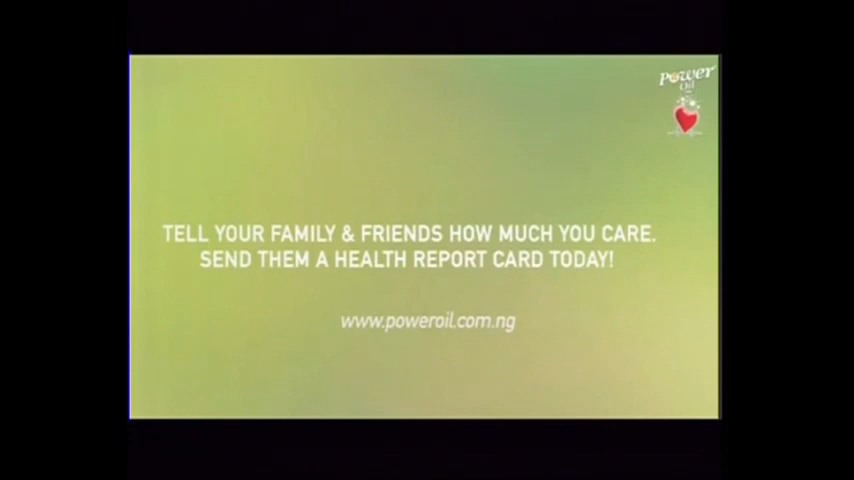 Power
Oil
TELL YOUR FAMILY & FRIENDS HOW MUCH YOU CARE.
SEND THEM A HEALTH REPORT CARD TODAY!
www.poweroil.com.ng